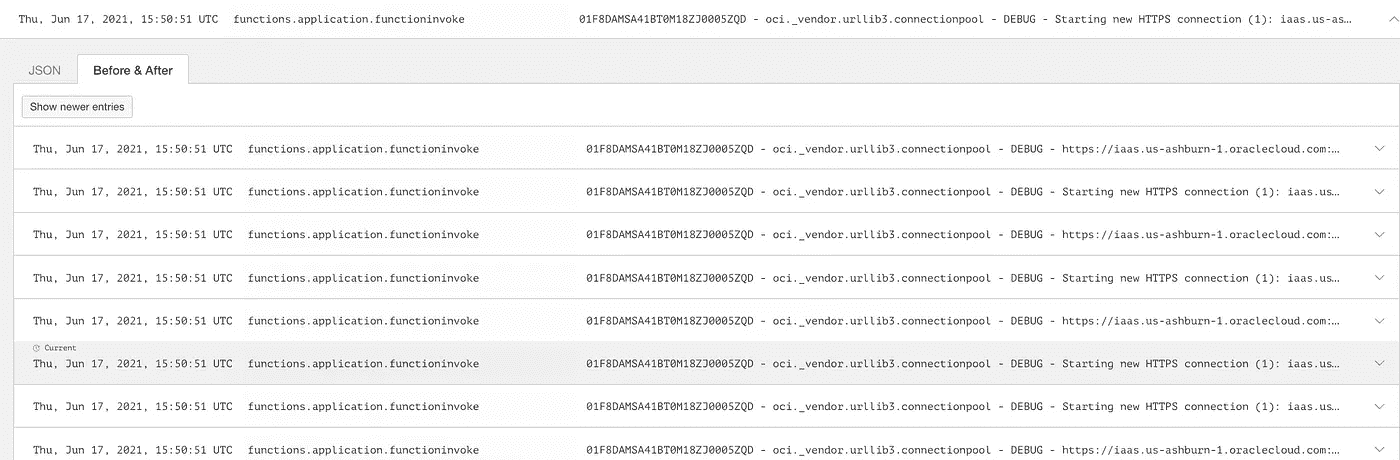 Thu, Jun 17, 2021, 15:50:51 UTC functions.application.functioninvoke 01F8DAMSA41BT0M18ZJ0005ZQD - oci._vendor.urllib3.connectionpool - DEBUG - Starting new HTTPS connection (1): iaas.us-as…
JSON Before & After
Show newer entries
Thu, Jun 17, 2021, 15:50:51 UTC functions.application.functioninvoke 01F8DAMSA41BT0M18ZJ0005ZQD - oci._vendor.urllib3.connectionpool - DEBUG - https://iaas.us-ashburn-1.oraclecloud.com:…
Thu, Jun 17, 2021, 15:50:51 UTC functions.application.functioninvoke 01F8DAMSA41BT0M18ZJ0005ZQD - oci._vendor.urllib3.connectionpool - DEBUG - Starting new HTTPS connection (1): iaas.us…
Thu, Jun 17, 2021, 15:50:51 UTC functions.application.functioninvoke 01F8DAMSA41BT0M18ZJ0005ZQD - oci._vendor.urllib3.connectionpool - DEBUG - https://iaas.us-ashburn-1.oraclecloud.com:…
Thu, Jun 17, 2021, 15:50:51 UTC functions.application.functioninvoke 01F8DAMSA41BT0M18ZJ0005ZQD - oci._vendor.urllib3.connectionpool - DEBUG - Starting new HTTPS connection (1): iaas.us…
Thu, Jun 17, 2021, 15:50:51 UTC functions.application.functioninvoke 01F8DAMSA41BT0M18ZJ0005ZQD - oci._vendor.urllib3.connectionpool - DEBUG - https://iaas.us-ashburn-1.oraclecloud.com:…
Current
Thu, Jun 17, 2021, 15:50:51 UTC functions.application.functioninvoke 01F8DAMSA41BT0M18ZJ0005ZQD - oci._vendor.urllib3.connectionpool - DEBUG - Starting new HTTPS connection (1): iaas.us…
Thu, Jun 17, 2021, 15:50:51 UTC functions.application.functioninvoke 01F8DAMSA41BT0M18ZJ0005ZQD - oci._vendor.urllib3.connectionpool - DEBUG - Starting new HTTPS connection (1): iaas.us…
Thu, Jun 17, 2021, 15:50:51 UTC functions.application.functioninvoke 01F8DAMSA41BT0M18ZJ0005ZQD - oci._vendor.urllib3.connectionpool - DEBUG - https://iaas.us-ashburn-1.oraclecloud.com:…